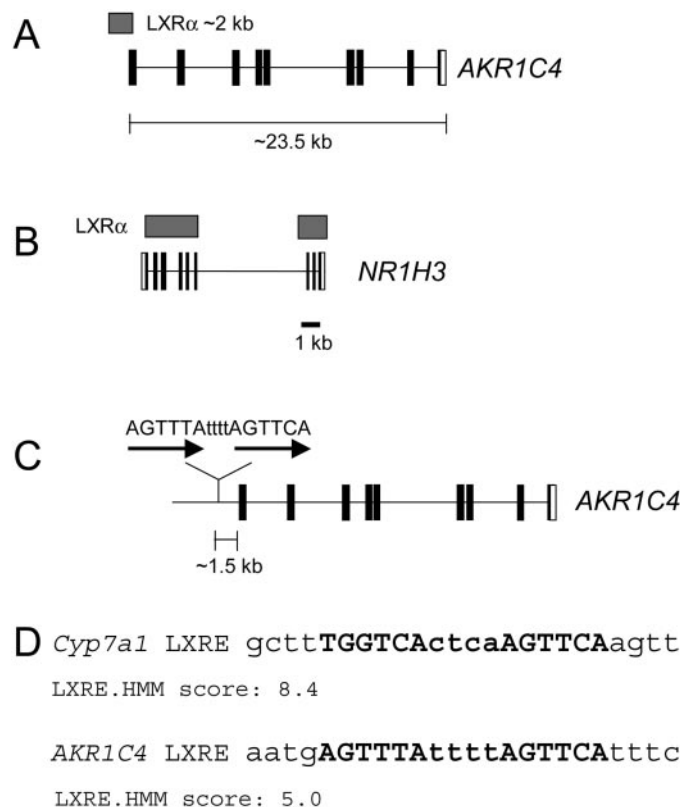 A
LXRα ~2 kb
AKR1C4
~23.5 kb
B
LXRα
NR1H3
1 kb
C
AGTTTAttttAGTTCA
AKR1C4
~1.5 kb
D Cyp7a1 LXRE gctttTGGTCActcaAGTTCAagtt
LXRE.HMM score: 8.4
AKR1C4 LXRE aatgAGTTTAttttAGTTCAtttc
LXRE.HMM score: 5.0